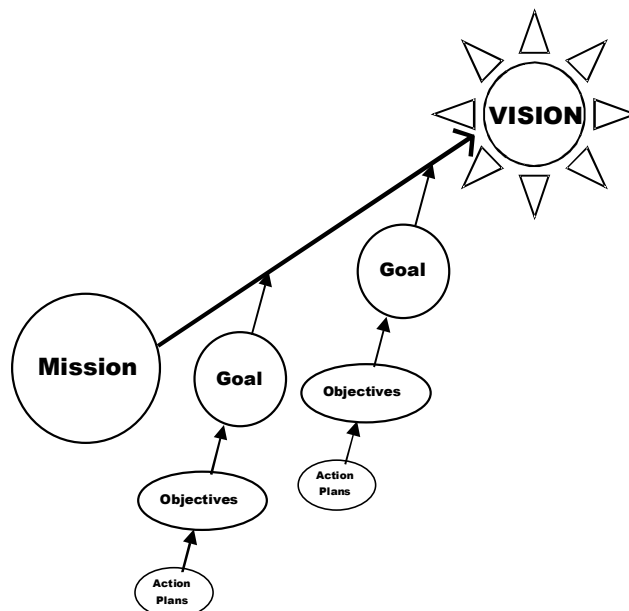 VISION
Goal
Mission
Goal
Objectives
Action
Plans
Objectives
Action
Plans